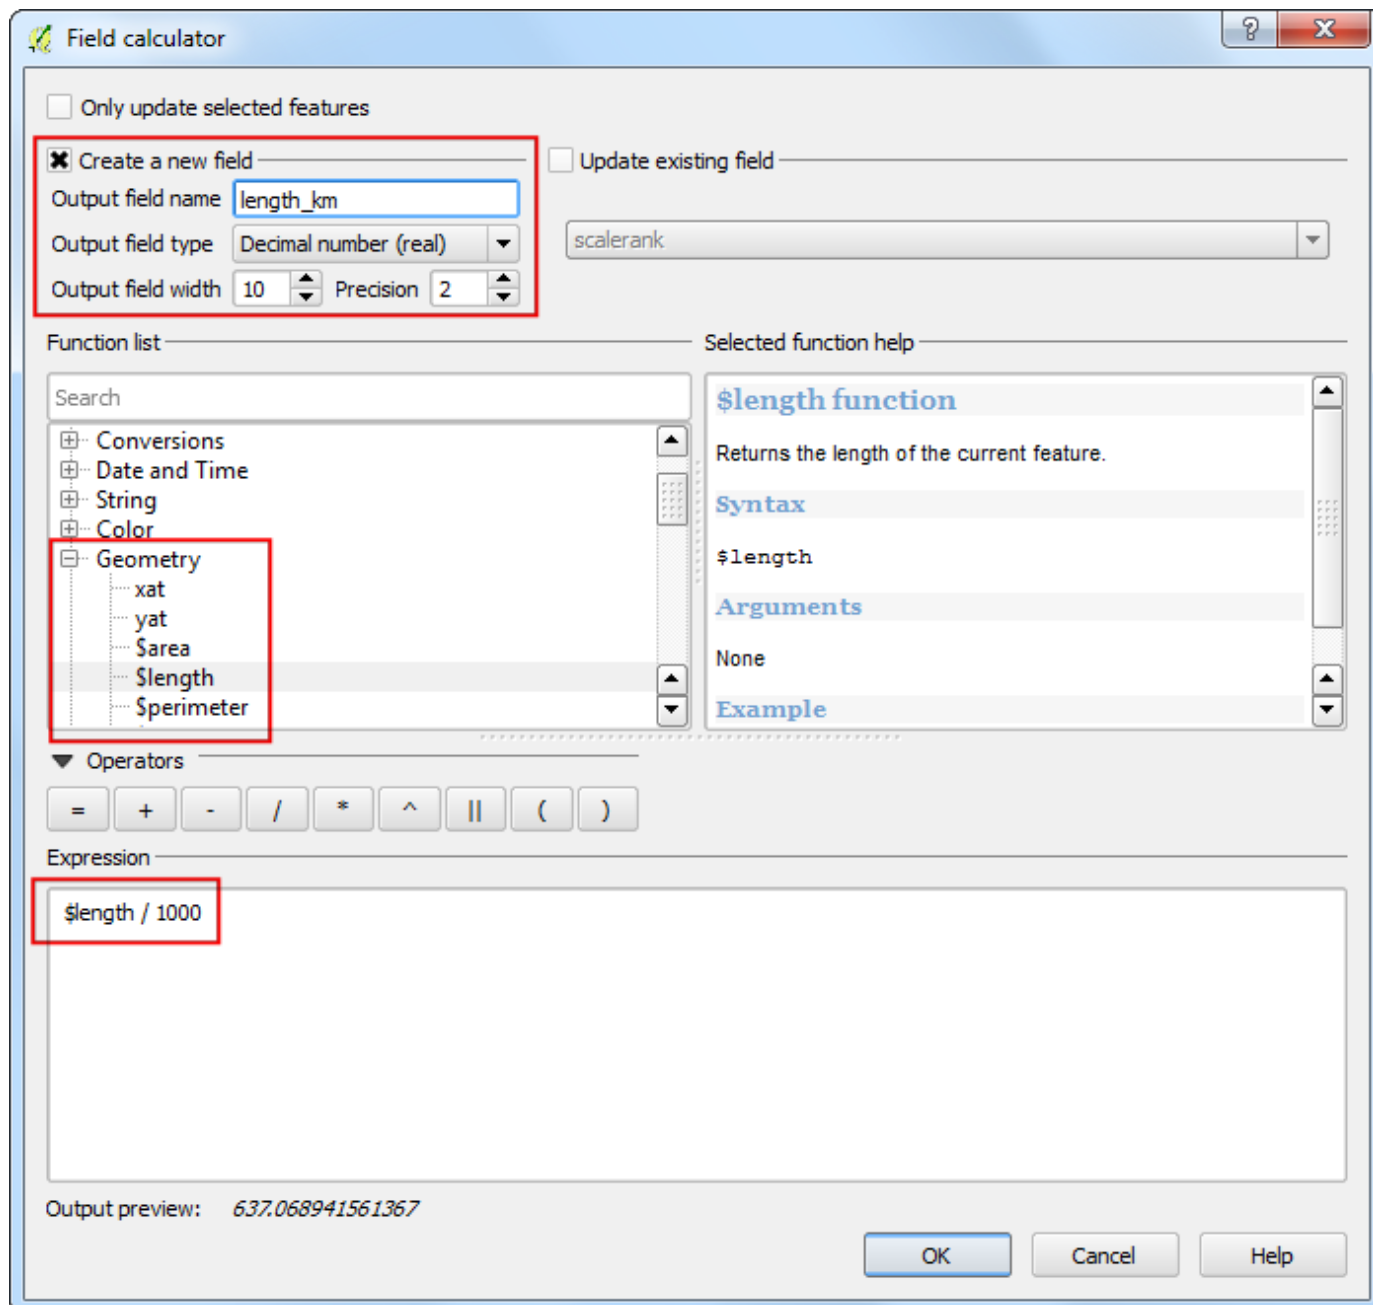 Field calculator
Only update selected features
Create a new field
Update existing field
Output field name length_km
Output field type Decimal number (real)
scalerank
Output field width 10 Precision 2
Function list
Selected function help
Search
Conversions
Date and Time
String
Color
Geometry
xat
yat
$area
$length
$perimeter
$length function
Returns the length of the current feature.
Syntax
$length
Arguments
None
Example
Operators
= + - / * ^ || ( )
Expression
$length / 1000
Output preview: 637.068941561367
OK Cancel Help